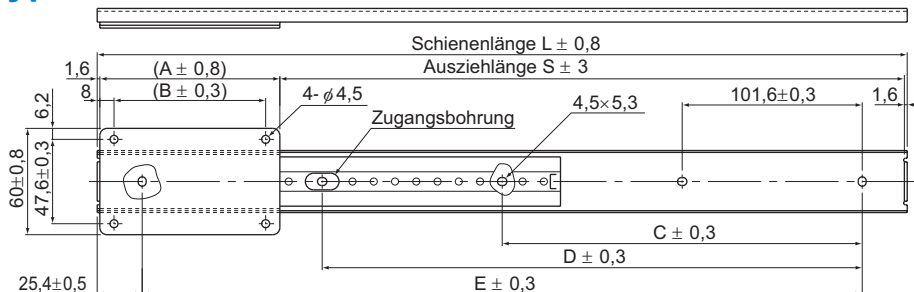 Schienenlänge L ± 0,8
1,6
(A ± 0,8)
Ausziehlänge S ± 3
8
(B ± 0,3)
4-ϕ4,5
4,5×5,3
101,6±0,3
1,6
6,2
Zugangsbohrung
60±0,8
47,6±0,3
C ± 0,3
D ± 0,3
25,4±0,5
E ± 0,3